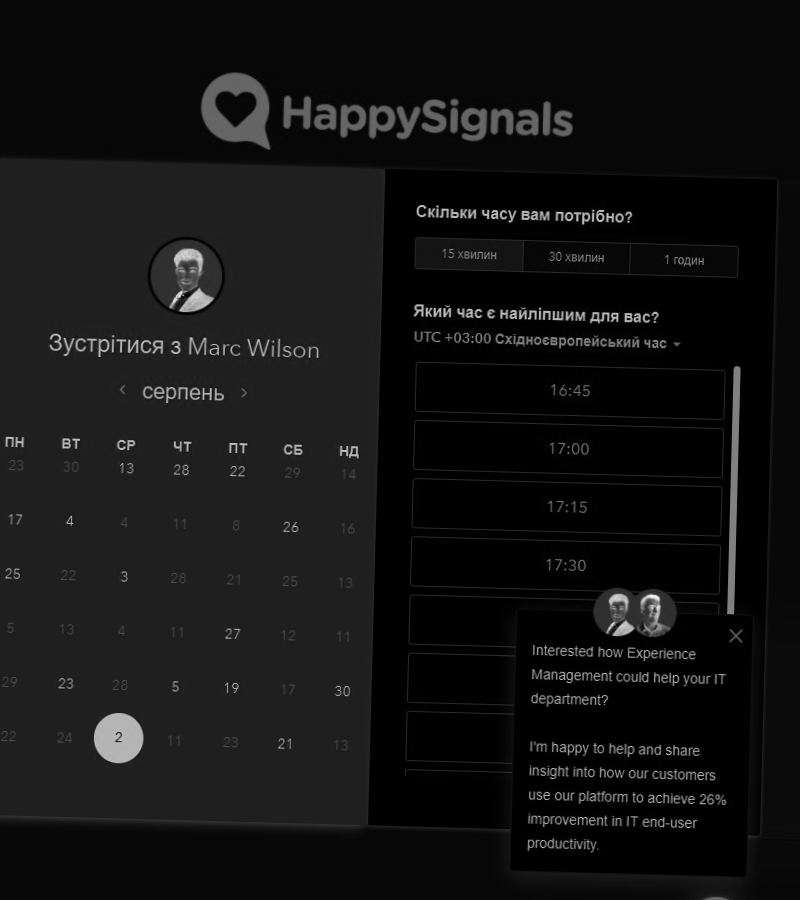 HappySignals
Зустрітися з Marc Wilson
серпень
ПН ВТ СР ЧТ ПТ СБ НД
23 30 13 28 22 29 14
17 4 4 11 8 26 16
25 22 3 28 21 25 13
5 13 4 11 27 12 11
29 23 28 5 19 17 30
22 24 2 11 23 21 13
Скільки часу вам потрібно?
15 хвилин 30 хвилин 1 годин
Який час є найліпшим для вас?
UTC +03:00 Східноєвропейський час
16:45
17:00
17:15
17:30
Interested how Experience
Management could help your IT
department?
I'm happy to help and share
insight into how our customers
use our platform to achieve 26%
improvement in IT end-user
productivity.